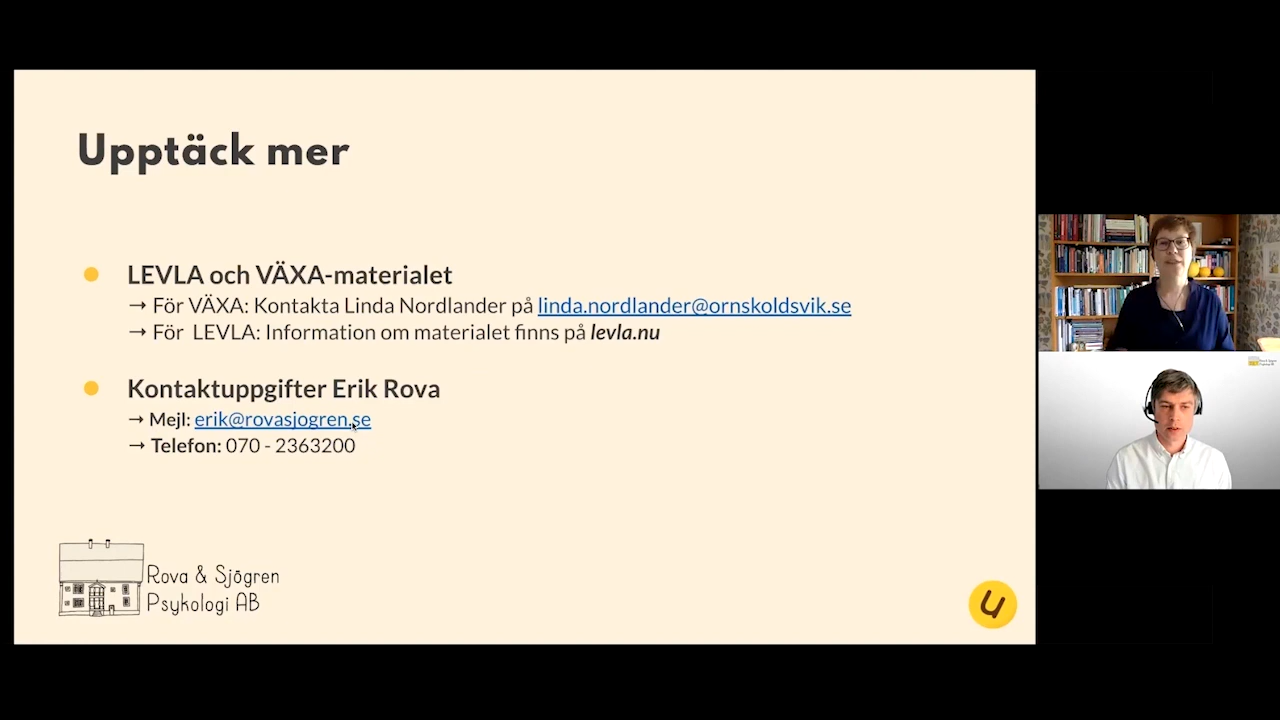 Upptäck mer
LEVLA och VÄXA-materialet
→ För VÄXA: Kontakta Linda Nordlander på linda.nordlander@ornskoldsvik.se
→ För LEVLA: Information om materialet finns på levla.nu
Kontaktuppgifter Erik Rova
→ Mejl: erik@rovasjogren.se
→ Telefon: 070 - 2363200
Rova & Sjögren
Psykologi AB
u